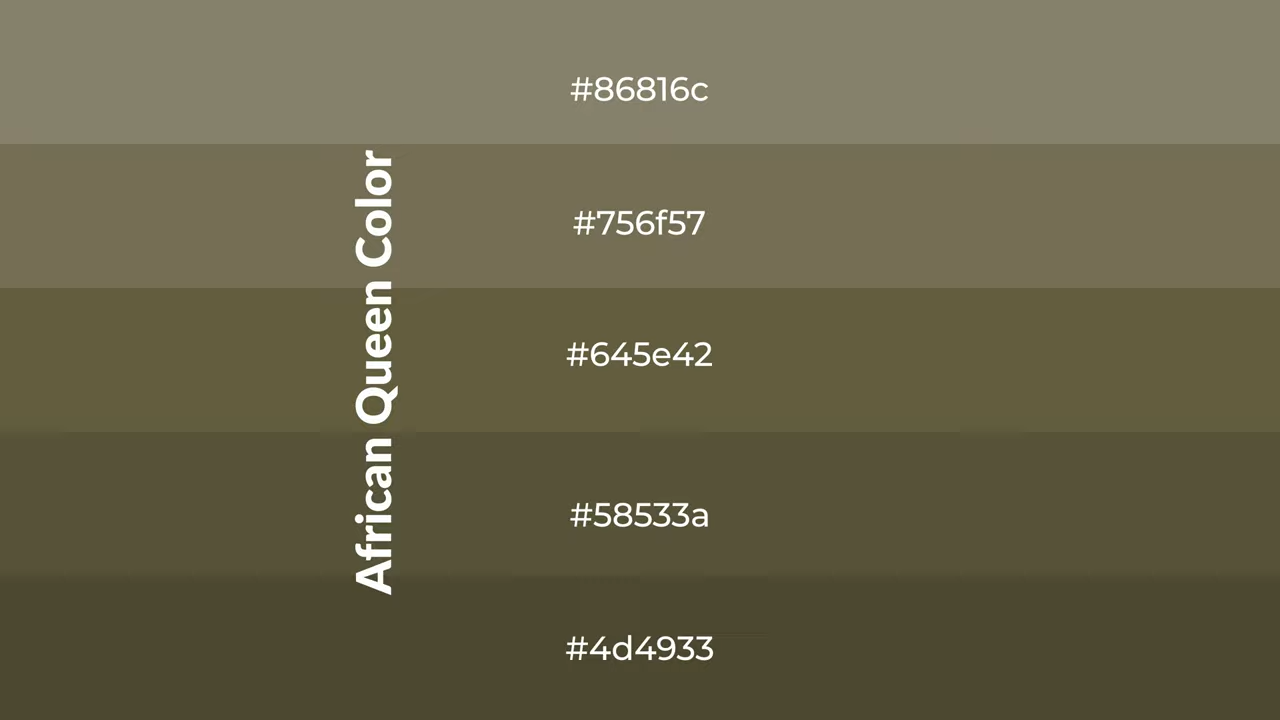 African Queen Color
#86816c
#756f57
#645e42
#58533a
#4d4933